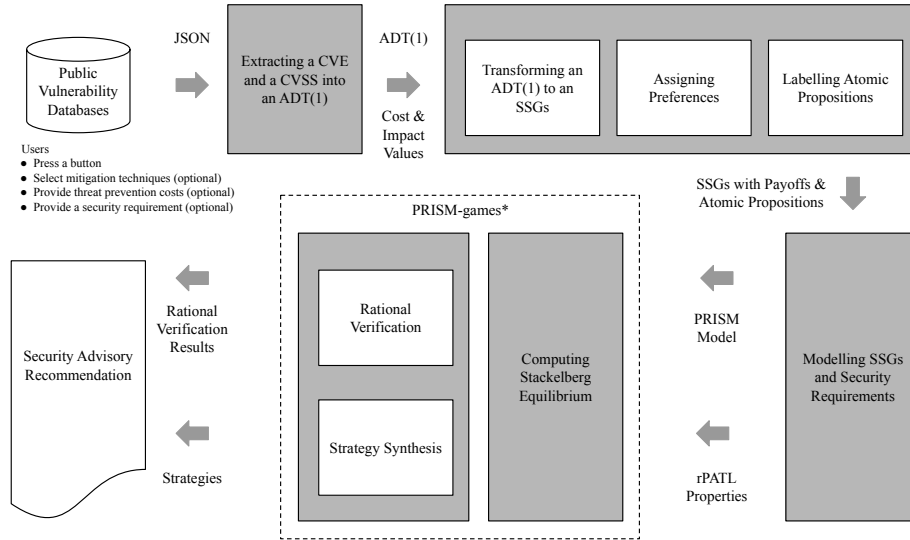 Public
Vulnerability
Databases
JSON
Extracting a CVE
and a CVSS into
an ADT(1)
ADT(1)
Cost &
Impact
Values
Transforming an
ADT(1) to an
SSGs
Assigning
Preferences
Labelling Atomic
Propositions
Users
● Press a button
● Select mitigation techniques (optional)
● Provide threat prevention costs (optional)
● Provide a security requirement (optional)
SSGs with Payoffs &
Atomic Propositions
PRISM-games*
Security Advisory
Recommendation
Rational
Verification
Results
Strategies
Rational
Verification
Strategy Synthesis
Computing
Stackelberg
Equilibrium
PRISM
Model
rPATL
Properties
Modelling SSGs
and Security
Requirements